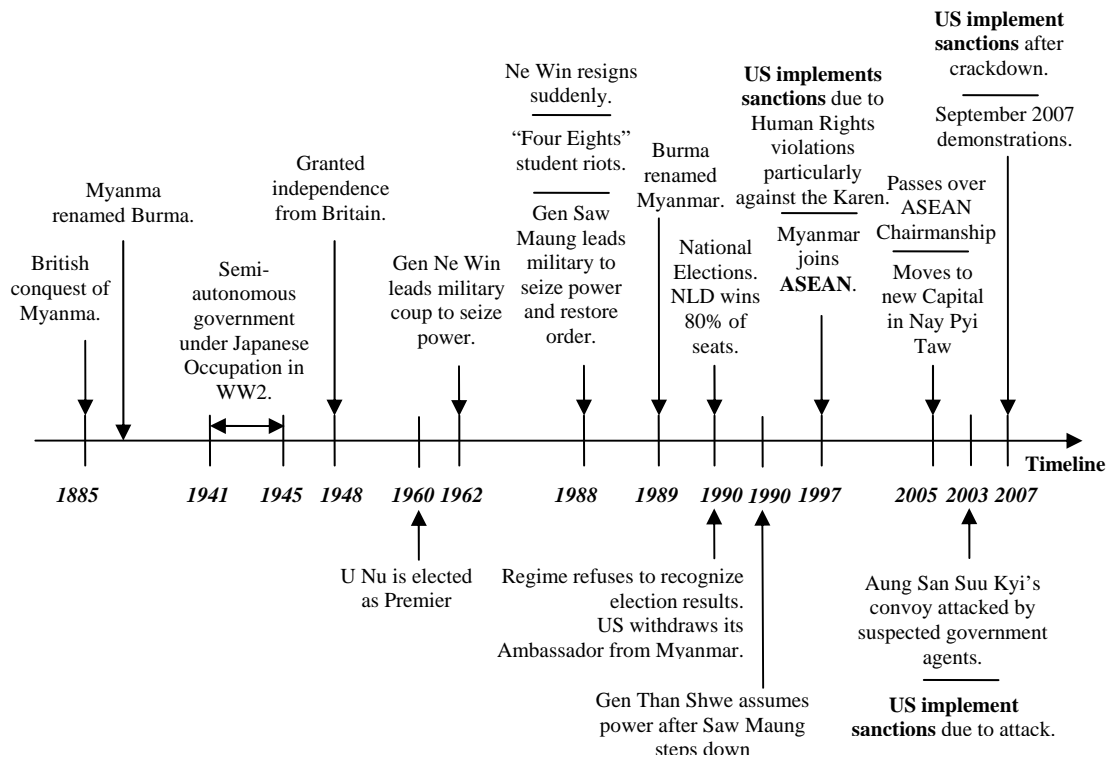 US implement
sanctions after
crackdown.
September 2007
demonstrations.
Ne Win resigns
suddenly.
“Four Eights”
student riots.
Gen Saw
Maung leads
military to
seize power
and restore
order.
US implements
sanctions due to
Human Rights
violations
particularly
against the Karen.
Myanmar
joins
ASEAN.
Burma
renamed
Myanmar.
Myanma
renamed Burma.
Granted
independence
from Britain.
Passes over
ASEAN
Chairmanship
Moves to
new Capital
in Nay Pyi
Taw
British
conquest of
Myanma.
Semi-
autonomous
government
under Japanese
Occupation in
WW2.
Gen Ne Win
leads military
coup to seize
power.
National
Elections.
NLD wins
80% of
seats.
Timeline
1885
1941
1945
1948
1960
1962
1988
1989
1990
1990
1997
2005
2003
2007
U Nu is elected
as Premier
Regime refuses to recognize
election results.
US withdraws its
Ambassador from Myanmar.
Gen Than Shwe assumes
power after Saw Maung
steps down
Aung San Suu Kyi’s
convoy attacked by
suspected government
agents.
US implement
sanctions due to attack.